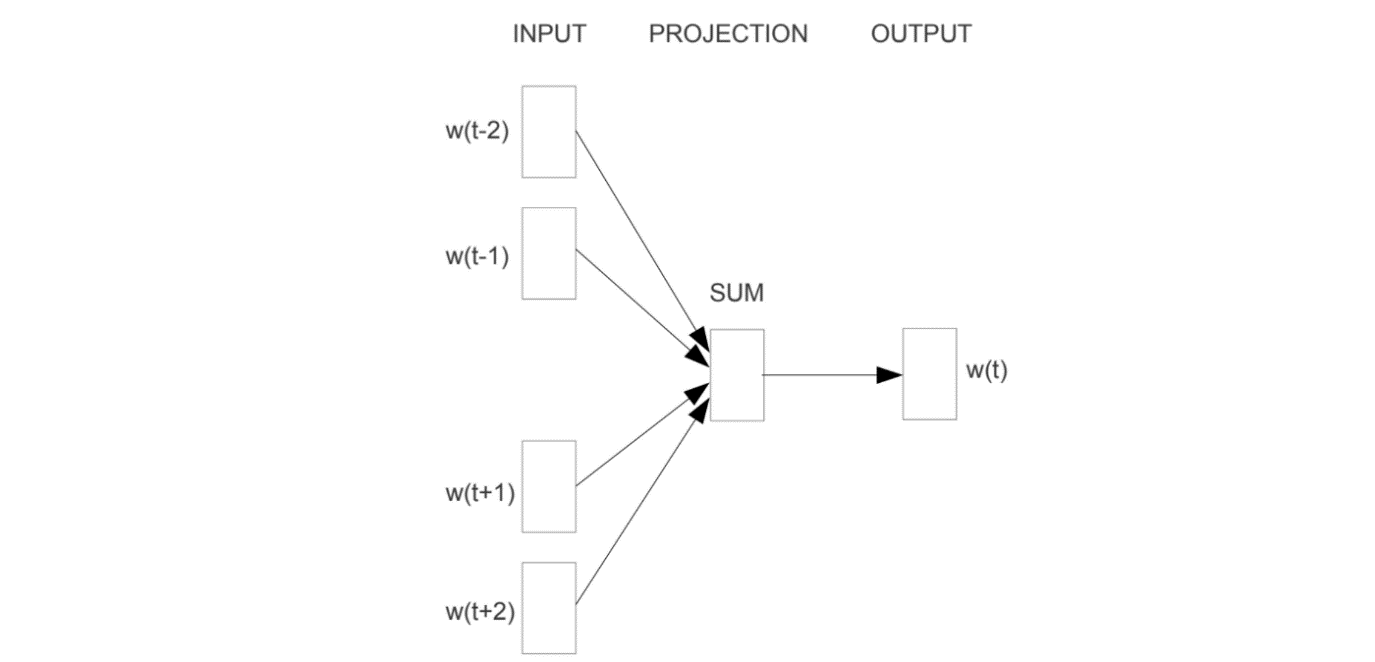 INPUT PROJECTION OUTPUT
w(t-2)
w(t-1)
SUM
w(t)
w(t+1)
w(t+2)